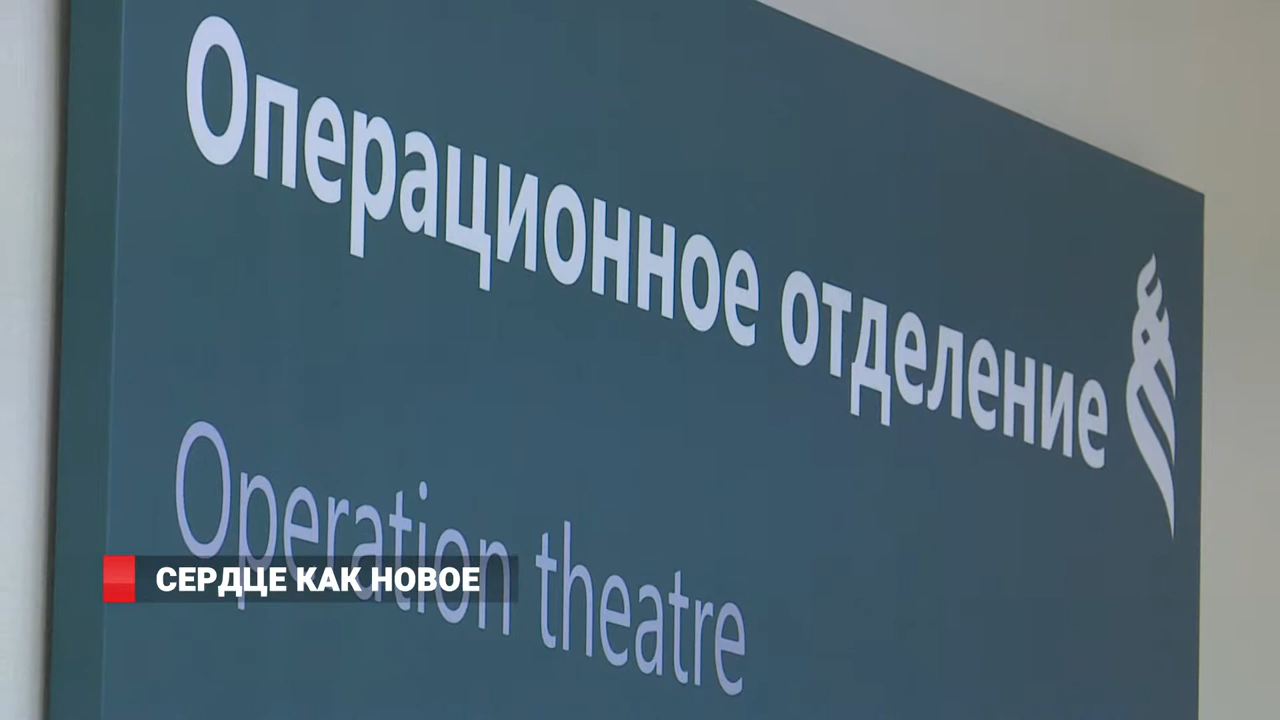 Операционное отделение
Operation theatre
СЕРДЦЕ КАК НОВОЕ